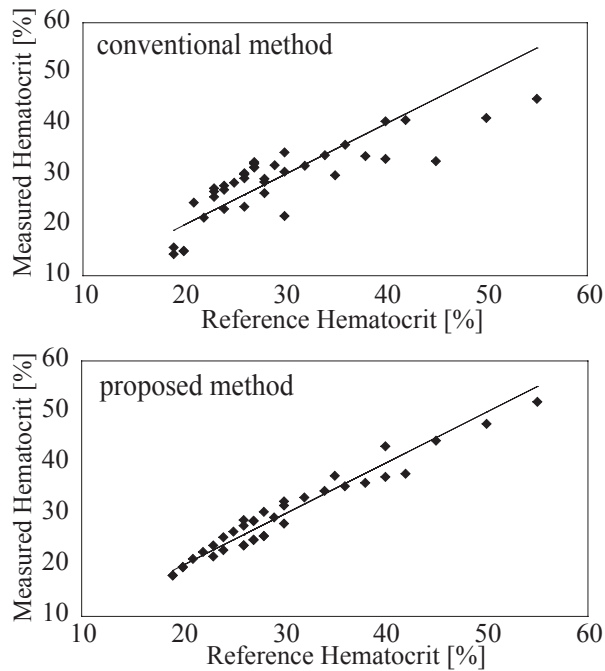 60
conventional method
50
40
30
20
10
Measured Hematocrit [%]
10 20 30 40 50 60
Reference Hematocrit [%]
60
proposed method
50
40
30
20
10
Measured Hematocrit [%]
10 20 30 40 50 60
Reference Hematocrit [%]